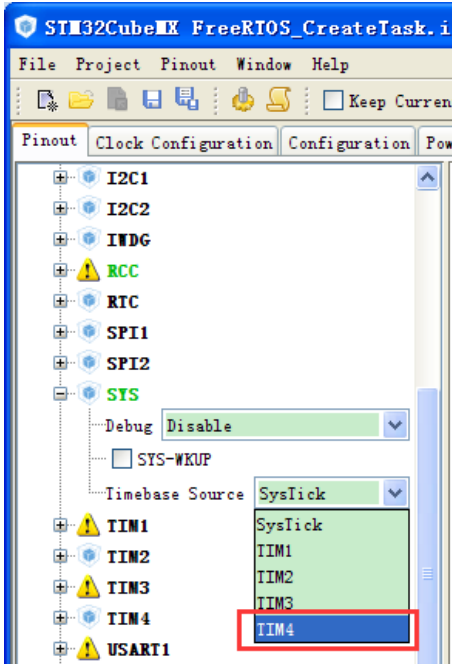 STM32CubeMX FreeRTOS_CreateTask.i
File Project Pinout Window Help
Keep Curren
Pinout Clock Configuration Configuration Pow
I2C1
I2C2
IWDG
RCC
RTC
SPI1
SPI2
SYS
Debug Disable
SYS-WKUP
Timebase Source SysTick
SysTick
TIM1
TIM1
TIM2
TIM2
TIM3
TIM3
TIM4
TIM4
USART1